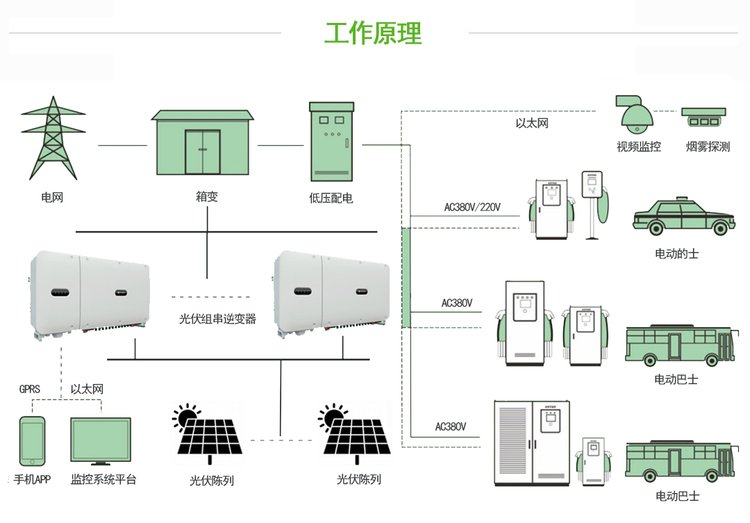 工作原理
以太网
视频监控
烟雾探测
电网
箱变
低压配电
AC380V/220V
电动的士
光伏组串逆变器
AC380V
电动巴士
GPRS
以太网
AC380V
手机APP
监控系统平台
光伏陈列
光伏陈列
电动巴士